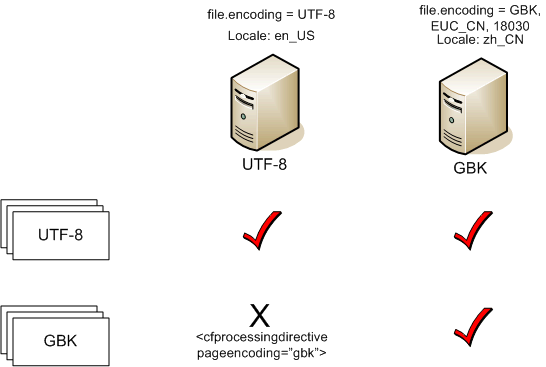 file.encoding = UTF-8
Locale: en_US
file.encoding = GBK,
EUC_CN, 18030
Locale: zh_CN
UTF-8
GBK
UTF-8
GBK
X
<cfprocessingdirective
pageencoding="gbk">